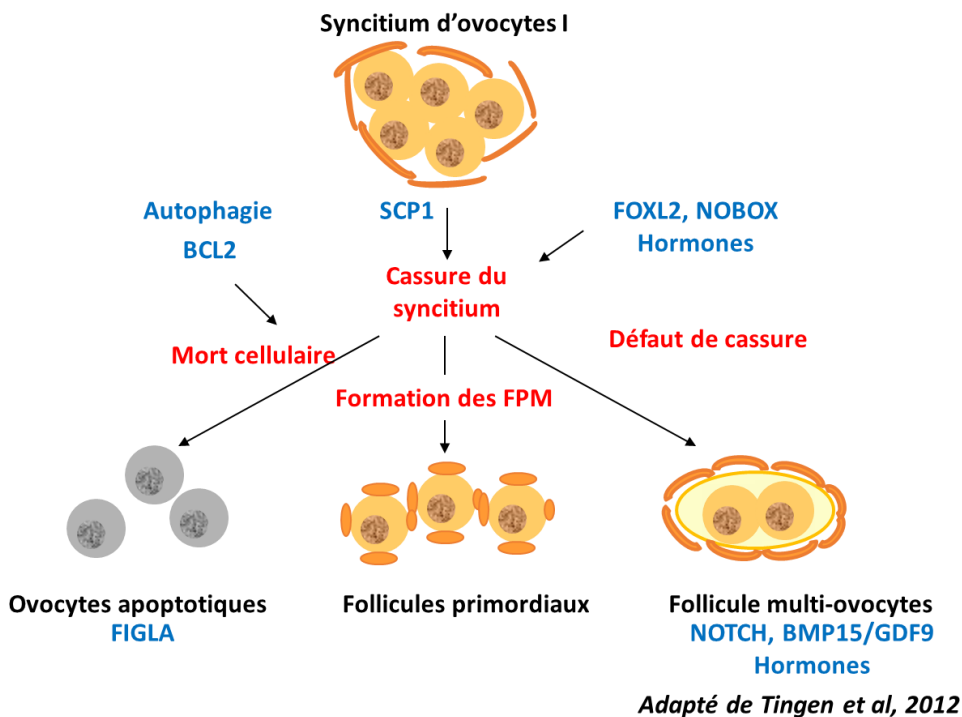 Syncitium d'ovocytes I
Autophagie
BCL2
SCP1
FOXL2, NOBOX
Hormones
Cassure du
syncitium
Mort cellulaire
Défaut de cassure
Formation des FPM
Ovocytes apoptotiques
FIGLA
Follicules primordiaux
Follicule multi-ovocytes
NOTCH, BMP15/GDF9
Hormones
Adapté de Tingen et al, 2012